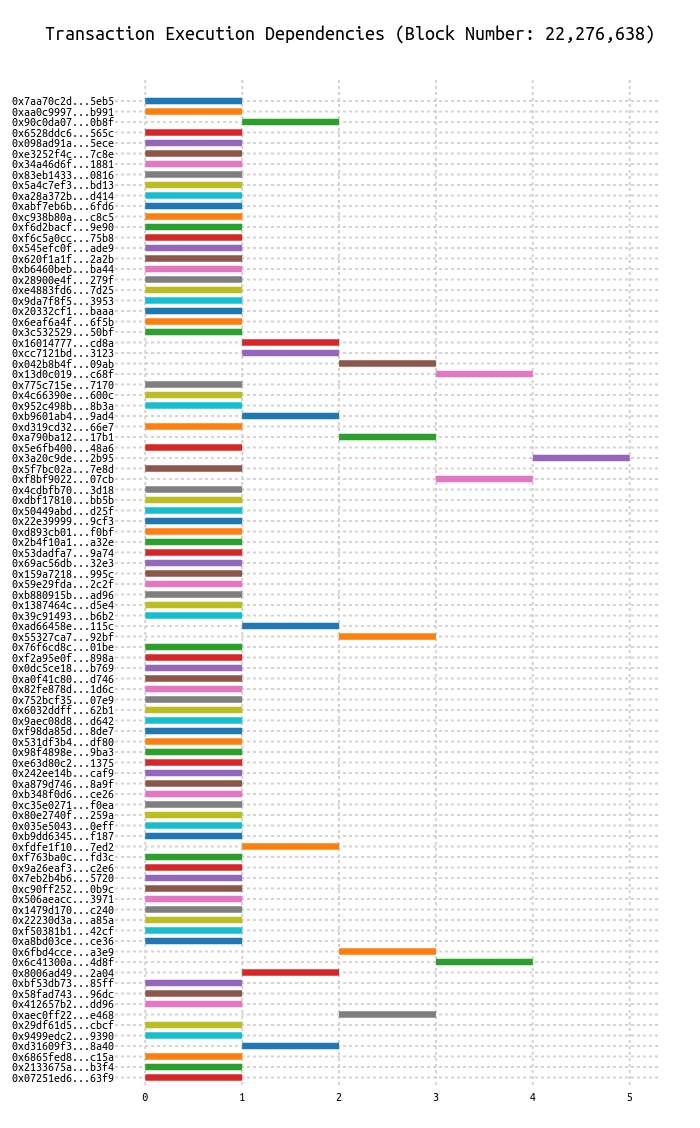 Transaction Execution Dependencies (Block Number: 22,276,638)
0x7aa70c2d...5eb5
0xaa0c9997...b991
0x90c0da07...0b8f
0x6528ddc6...565c
0x098ad91a...5ece
0xe3252f4c...7c8e
0x34a46d6f...1881
0x83eb1433...0816
0x5a4c7ef3...bd13
0xa28a372b...d414
0xabf7eb6b...6fd6
0xc938b80a...c8c5
0xf6d2bacf...9e90
0xf6c5a0cc...75b8
0x545efc0f...ade9
0x620f1a1f...2a2b
0xb6460beb...ba44
0x28900e4f...279f
0xe4883fd6...7d25
0x9da7f8f5...3953
0x20332cf1...baaa
0x6eaf6a4f...6f5b
0x3c532529...50bf
0x16014777...cd8a
0xcc7121bd...3123
0x042b8b4f...09ab
0x13d0c019...c68f
0x775c715e...7170
0x4c66390e...600c
0x952c498b...8b3a
0xb9601ab4...9ad4
0xd319cd32...66e7
0xa790ba12...17b1
0x5e6fb400...48a6
0x3a20c9de...2b95
0x5f7bc02a...7e8d
0xf8bf9022...07cb
0x4cdbfb70...3d18
0xdbf17810...bb5b
0x50449abd...d25f
0x22e39999...9cf3
0xd893cb01...f0bf
0x2b4f10a1...a32e
0x53dadfa7...9a74
0x69ac56db...32e3
0x159a7218...995c
0x59e29fda...2c2f
0xb880915b...ad96
0x1387464c...d5e4
0x39c91493...b6b2
0xad66458e...115c
0x55327ca7...92bf
0x76f6cd8c...01be
0xf2a95e0f...898a
0x0dc5ce18...b769
0xa0f41c80...d746
0x82fe878d...1d6c
0x752bcf35...07e9
0x6032ddff...62b1
0x9aec08d8...d642
0xf98da85d...8de7
0x531df3b4...df80
0x98f4898e...9ba3
0xe63d80c2...1375
0x242ee14b...caf9
0xa879d746...8a9f
0xb348f0d6...ce26
0xc35e0271...f0ea
0x80e2740f...259a
0x035e5043...0eff
0xb9dd6345...f187
0xfdfe1f10...7ed2
0xf763ba0c...fd3c
0x9a26eaf3...c2e6
0x7eb2b4b6...5720
0xc90ff252...0b9c
0x506aeacc...3971
0x1479d170...c240
0x22230d3a...a85a
0xf50381b1...42cf
0xa8bd03ce...ce36
0x6fbd4cce...a3e9
0x6c41300a...4d8f
0x8006ad49...2a04
0xbf53db73...85ff
0x58fad743...96dc
0x412657b2...dd96
0xaec0ff22...e468
0x29df61d5...cbcf
0x9499edc2...9390
0xd31609f3...8a40
0x6865fed8...c15a
0x2133675a...b3f4
0x07251ed6...63f9
0 1 2 3 4 5